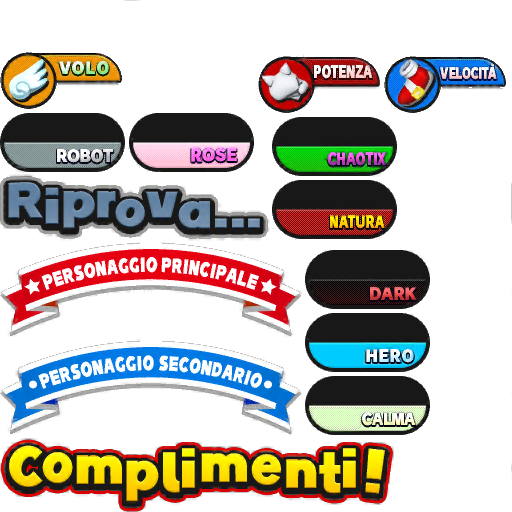 VOLO
POTENZA
VELOCITÀ
ROBOT
ROSE
CHAOTIX
Riprova...
NATURA
★ PERSONAGGIO PRINCIPALE ★
DARK
HERO
•PERSONAGGIO SECONDARIO•
CALMA
Complimenti!